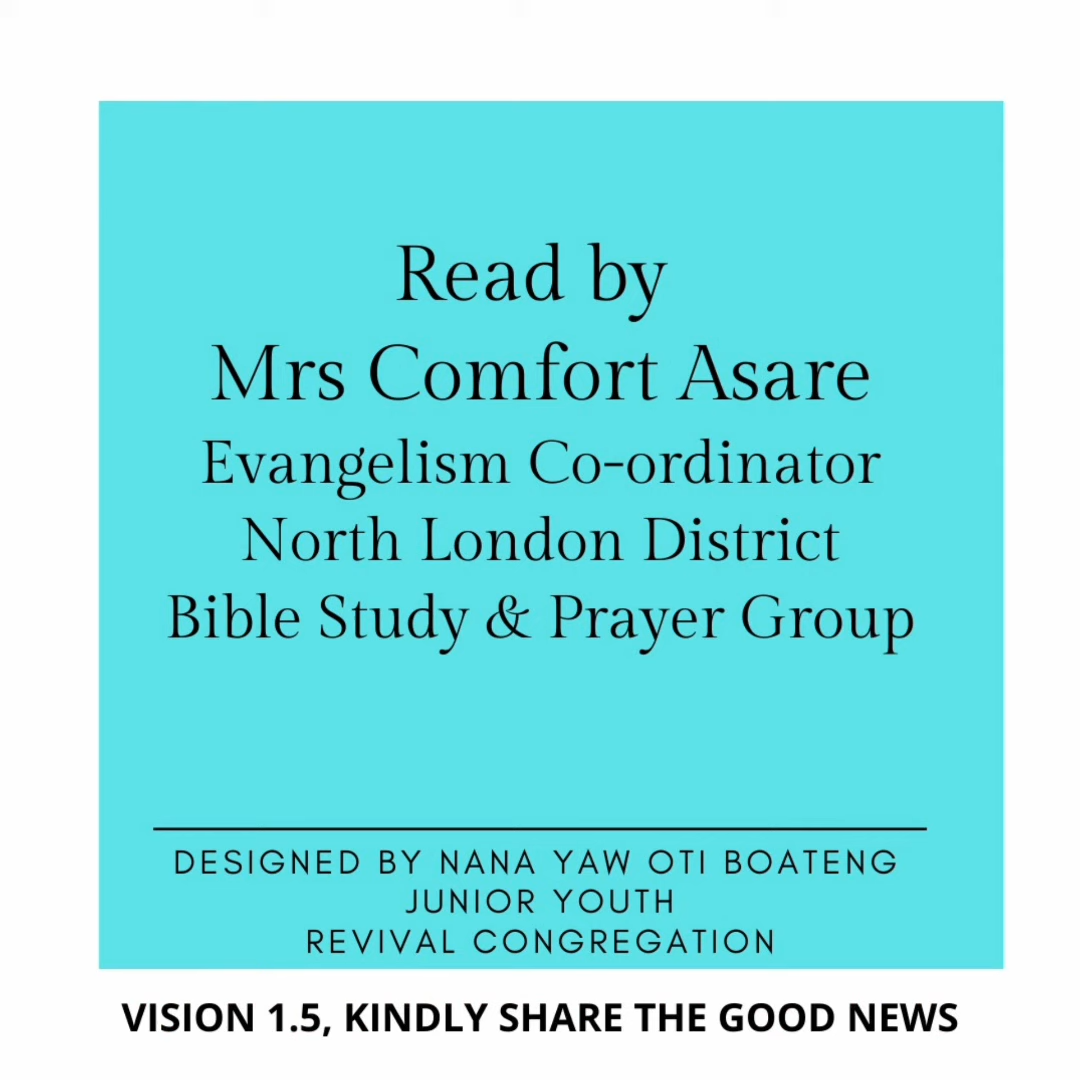 Read by
Mrs Comfort Asare
Evangelism Co-ordinator
North London District
Bible Study & Prayer Group
DESIGNED BY NANA YAW OTI BOATENG
JUNIOR YOUTH
REVIVAL CONGREGATION
VISION 1.5, KINDLY SHARE THE GOOD NEWS